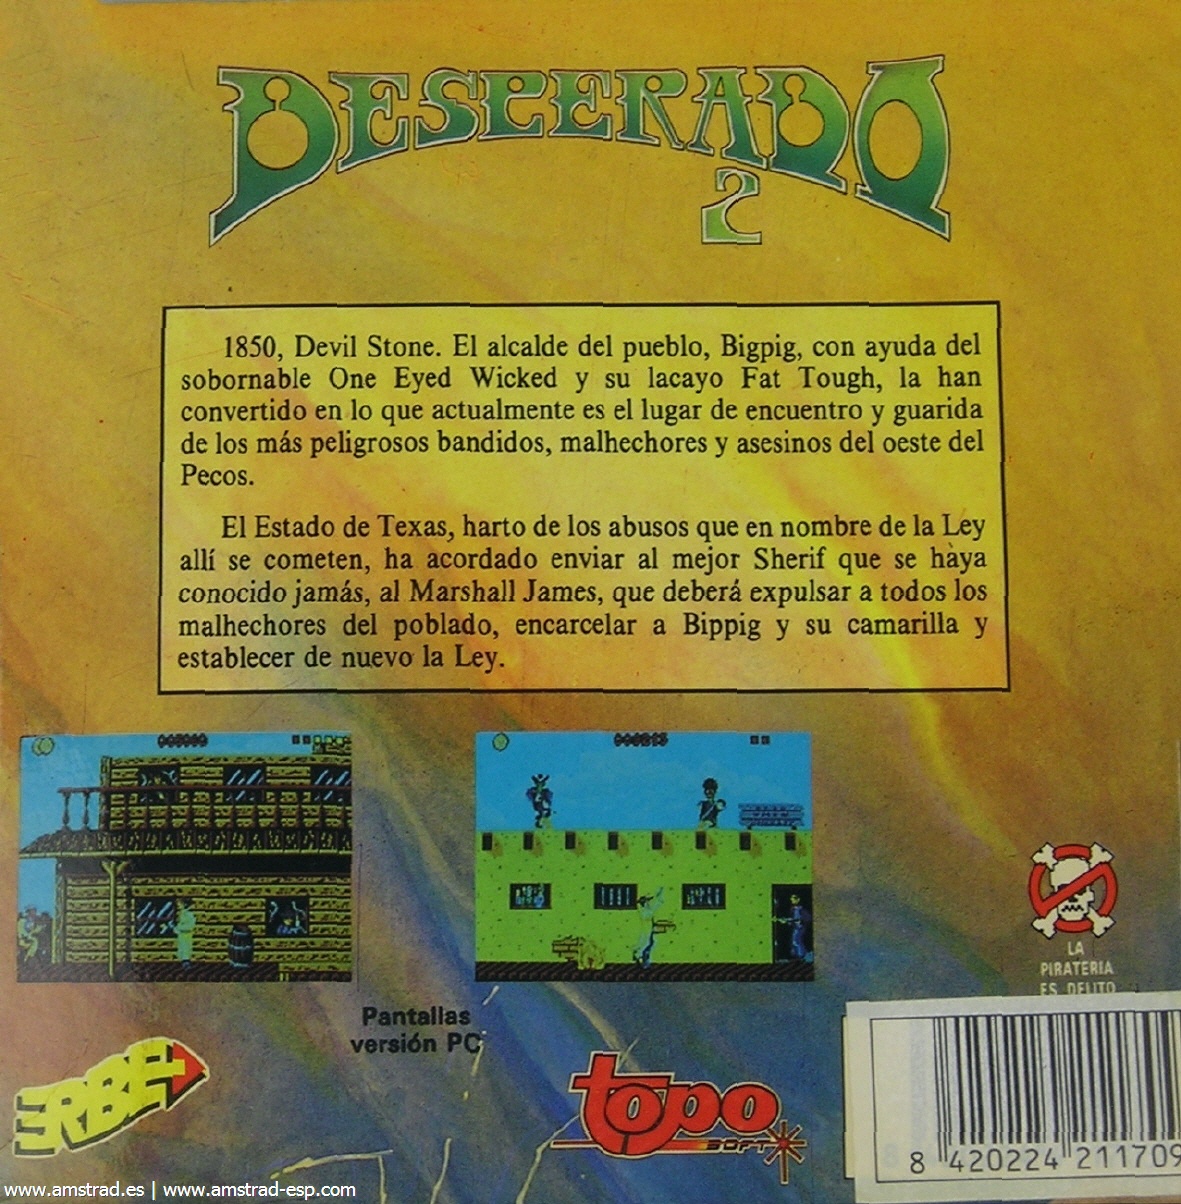 DESPERADO
2
1850, Devil Stone. El alcalde del pueblo, Bigpig, con ayuda del
sobornable One Eyed Wicked y su lacayo Fat Tough, la han
convertido en lo que actualmente es el lugar de encuentro y guarida
de los más peligrosos bandidos, malhechores y asesinos del oeste del
Pecos.
El Estado de Texas, harto de los abusos que en nombre de la Ley
allí se cometen, ha acordado enviar al mejor Sherif que se haya
conocido jamás, al Marshall James, que deberá expulsar a todos los
malhechores del poblado, encarcelar a Bippig y su camarilla y
establecer de nuevo la Ley.
Pantallas
versión PC
LA
PIRATERIA
ES DELITO
ERBE
topo
SOFT
8 420224 211709
www.amstrad.es | www.amstrad-esp.com